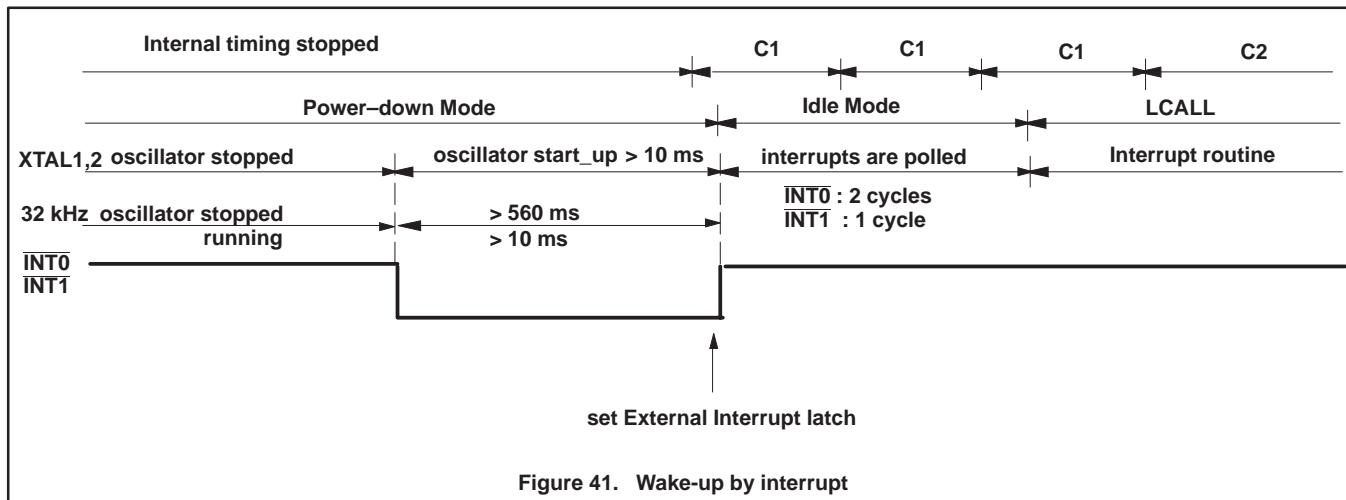 Internal timing stopped C1 C1 C1 C2
Power–down Mode Idle Mode LCALL
XTAL1,2 oscillator stopped oscillator start_up > 10 ms interrupts are polled Interrupt routine
32 kHz oscillator stopped > 560 ms INT0 : 2 cycles
running > 10 ms INT1 : 1 cycle
INT0
INT1
set External Interrupt latch
Figure 41. Wake-up by interrupt